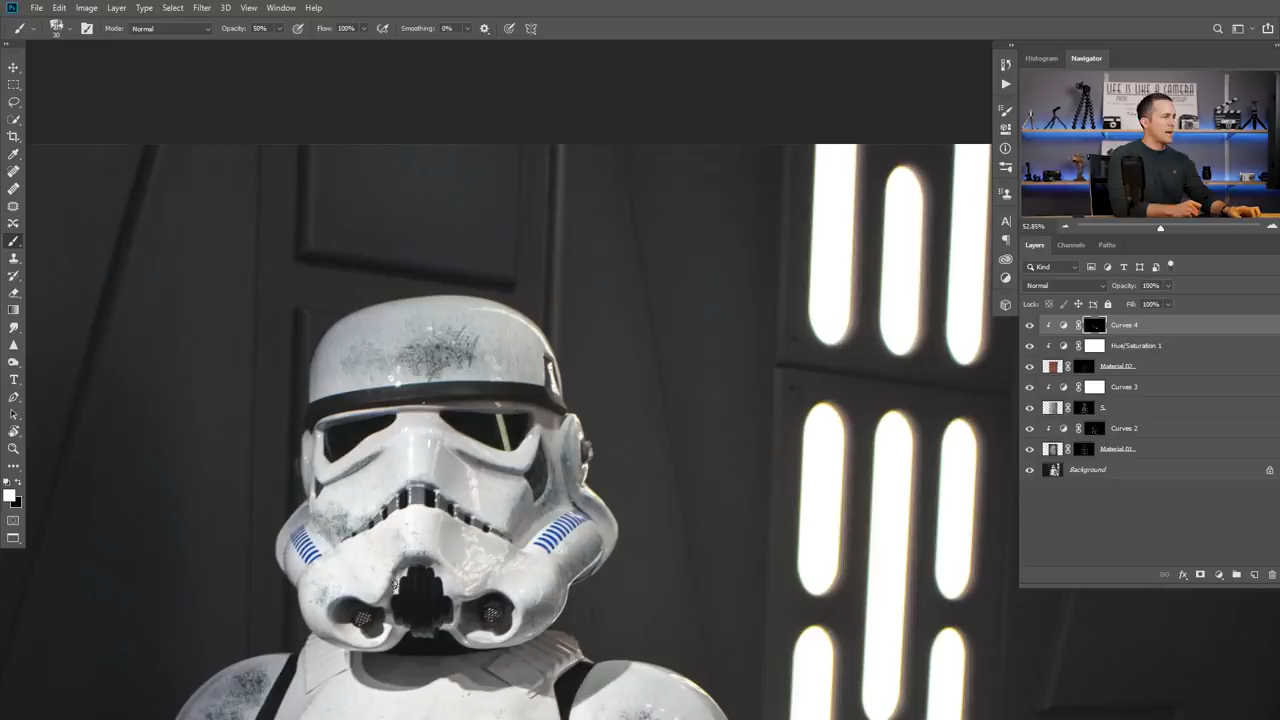 File Edit Image Layer Type Select Filter 3D View Window Help
30 Mode: Normal Opacity: 50% Flow: 100% Smoothing: 0%
Histogram Navigator
LIFE IS LIKE A CAMERA
52.85%
Layers Channels Paths
Kind
Normal Opacity: 100%
Lock: Fill: 100%
Curves 4
Hue/Saturation 1
Material 02
Curves 3
S
Curves 2
Material 01
Background